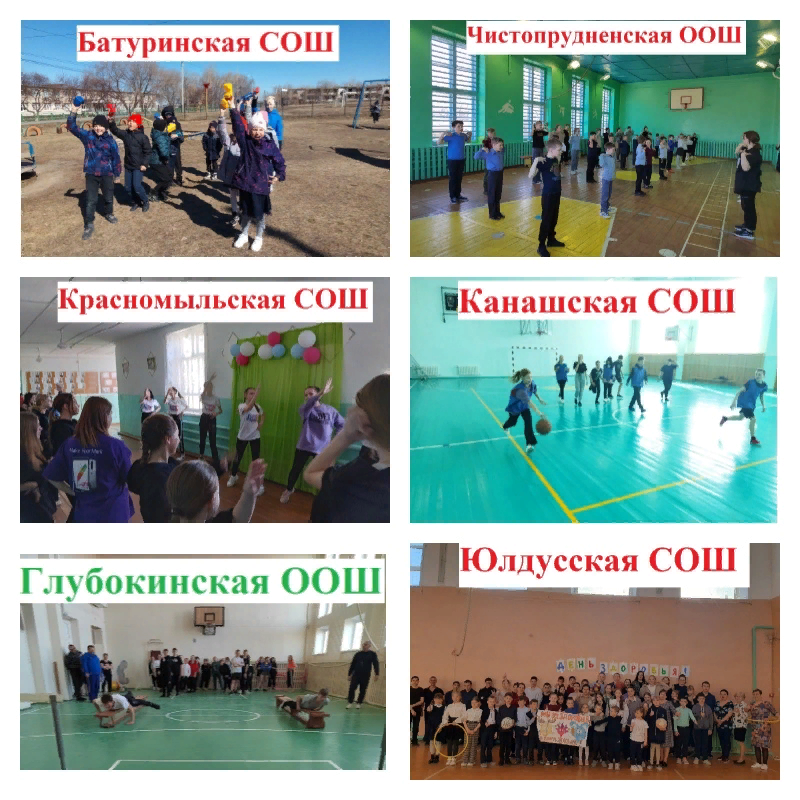 Батуринская СОШ
Чистопрудненская ООШ
Красномыльская СОШ
Канашская СОШ
Глубокинская ООШ
Юлдусская СОШ
ДЕНЬ ЗДОРОВЬЯ!